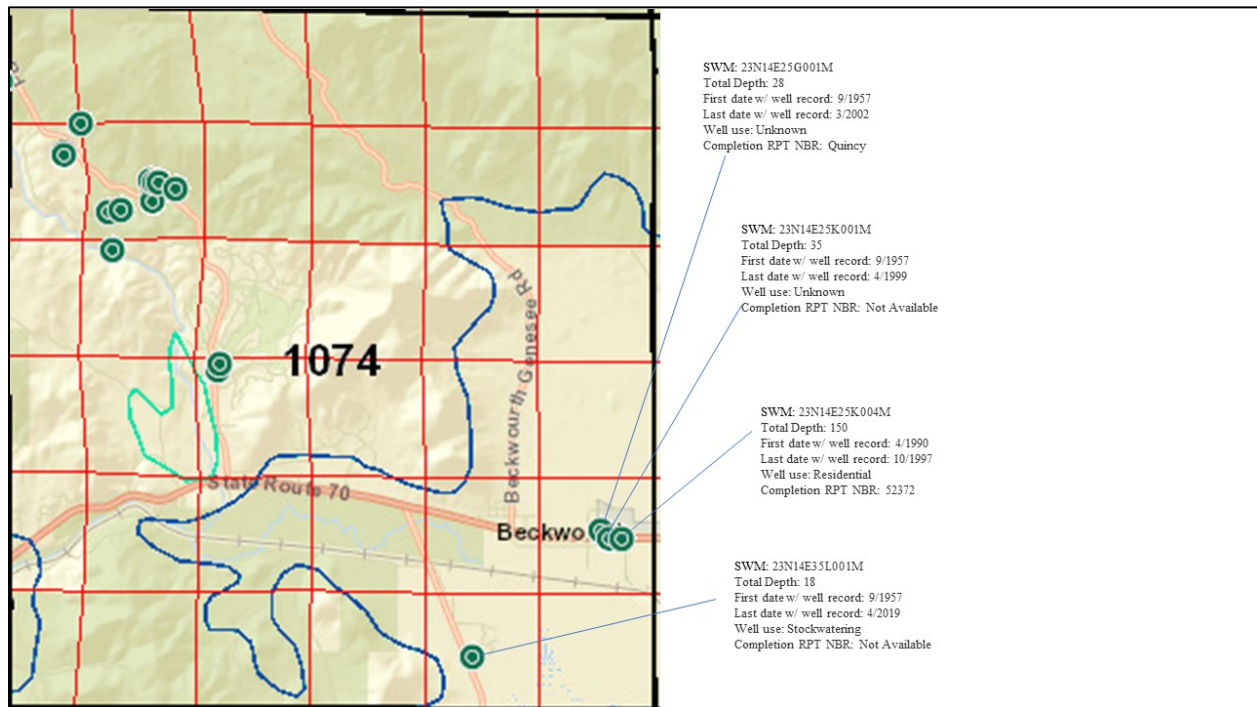 SWM: 23N14E25G001M
Total Depth: 28
First date w/ well record: 9/1957
Last date w/ well record: 3/2002
Well use: Unknown
Completion RPT NBR: Quincy
SWM: 23N14E25K001M
Total Depth: 35
First date w/ well record: 9/1957
Last date w/ well record: 4/1999
Well use: Unknown
Completion RPT NBR: Not Available
SWM: 23N14E25K004M
Total Depth: 150
First date w/ well record: 4/1990
Last date w/ well record: 10/1997
Well use: Residential
Completion RPT NBR: 52372
SWM: 23N14E35L001M
Total Depth: 18
First date w/ well record: 9/1957
Last date w/ well record: 4/2019
Well use: Stockwatering
Completion RPT NBR: Not Available
1074
Beckwourth Genesee Rd
State Route 70
Beckwo